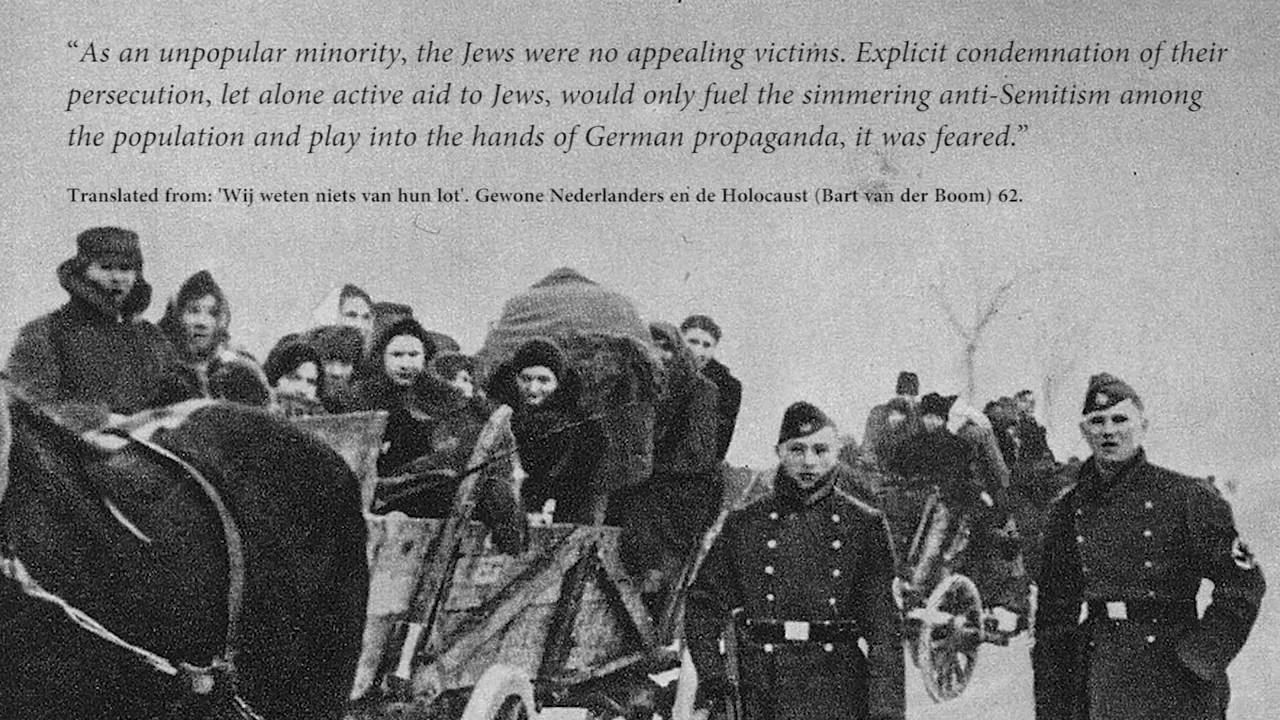 “As an unpopular minority, the Jews were no appealing victims. Explicit condemnation of their
persecution, let alone active aid to Jews, would only fuel the simmering anti-Semitism among
the population and play into the hands of German propaganda, it was feared.”
Translated from: 'Wij weten niets van hun lot'. Gewone Nederlanders en de Holocaust (Bart van der Boom) 62.